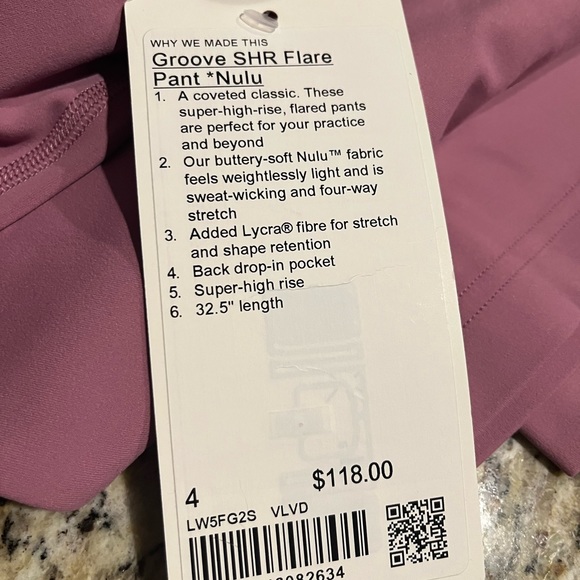 WHY WE MADE THIS
Groove SHR Flare
Pant *Nulu
1. A coveted classic. These
super-high-rise, flared pants
are perfect for your practice
and beyond
2. Our buttery-soft Nulu™ fabric
feels weightlessly light and is
sweat-wicking and four-way
stretch
3. Added Lycra® fibre for stretch
and shape retention
4. Back drop-in pocket
5. Super-high rise
6. 32.5" length
4 $118.00
LW5FG2S VLVD